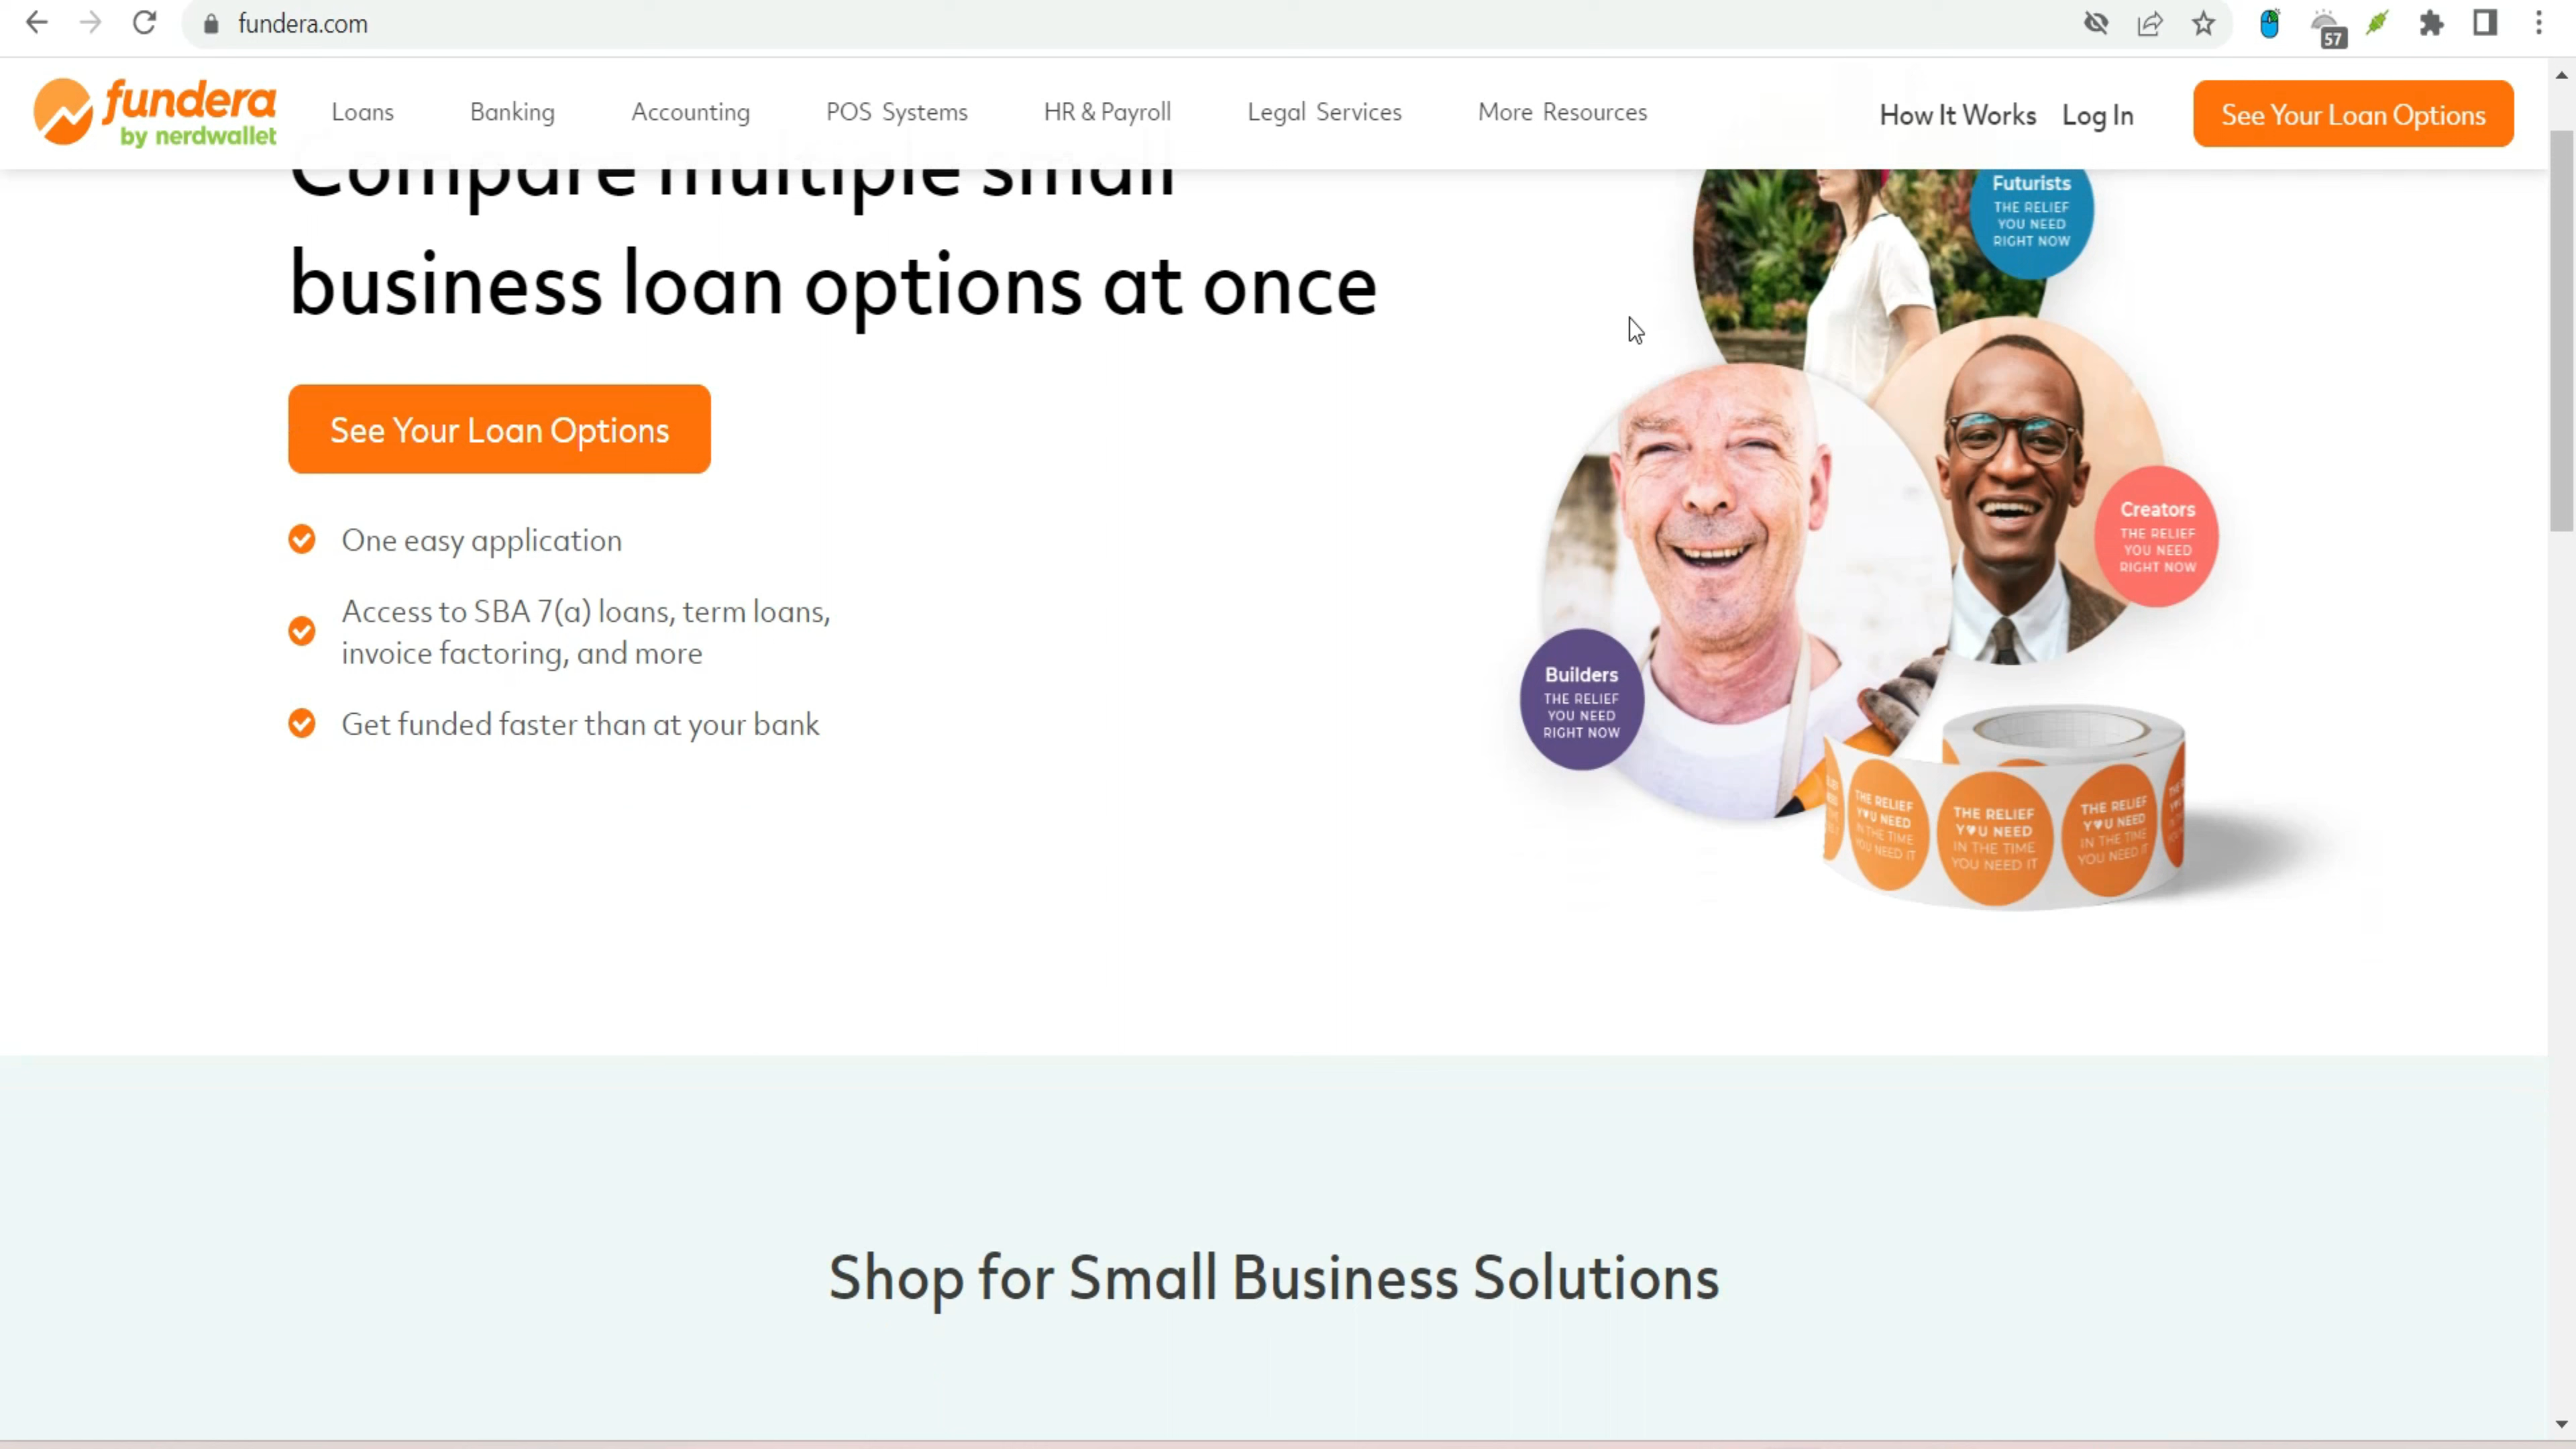 fundera.com
57
fundera
by nerdwallet
Loans
Banking
Accounting
POS Systems
HR & Payroll
Legal Services
More Resources
How It Works
Log In
See Your Loan Options
Compare multiple small
business loan options at once
See Your Loan Options
One easy application
Access to SBA 7(a) loans, term loans,
invoice factoring, and more
Get funded faster than at your bank
Futurists
THE RELIEF
YOU NEED
RIGHT NOW
Creators
THE RELIEF
YOU NEED
RIGHT NOW
Builders
THE RELIEF
YOU NEED
RIGHT NOW
THE RELIEF
Y♥U NEED
IN THE TIME
YOU NEED IT
THE RELIEF
Y♥U NEED
IN THE TIME
YOU NEED IT
THE RELIEF
Y♥U NEED
IN THE TIME
YOU NEED IT
Shop for Small Business Solutions